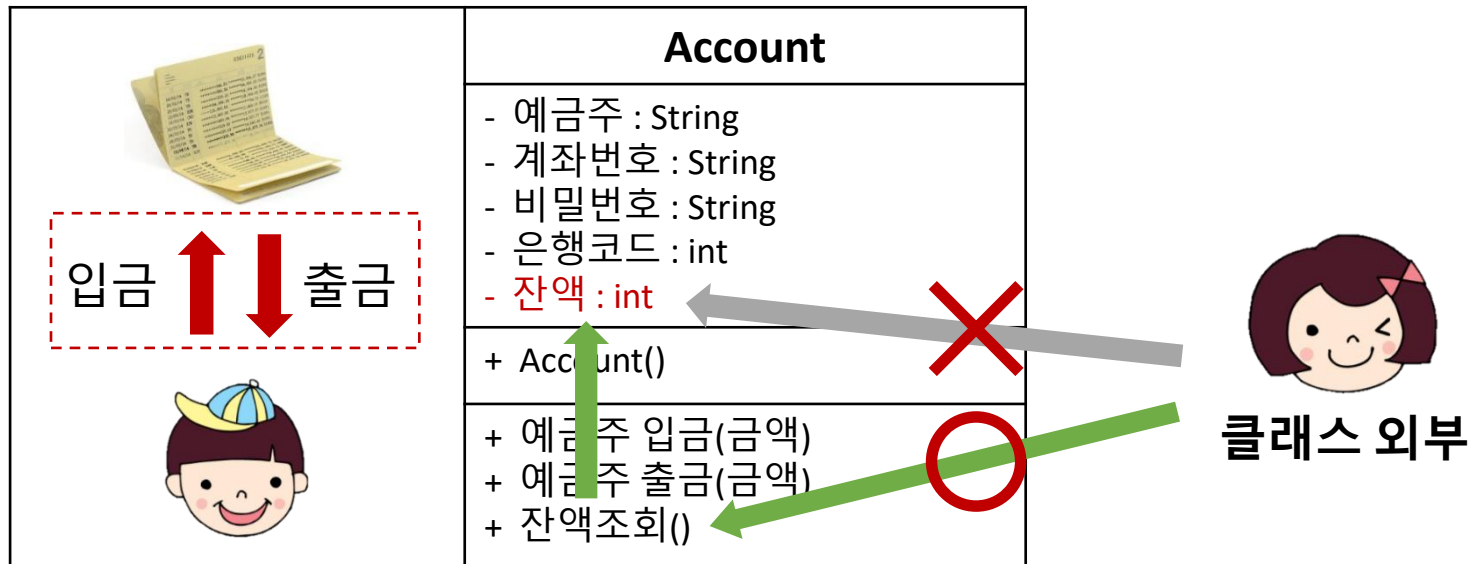 Account
- 예금주 : String
- 계좌번호 : String
- 비밀번호 : String
- 은행코드 : int
- 잔액 : int
+ Account()
+ 예금주 입금(금액)
+ 예금주 출금(금액)
+ 잔액조회()
입금
출금
클래스 외부